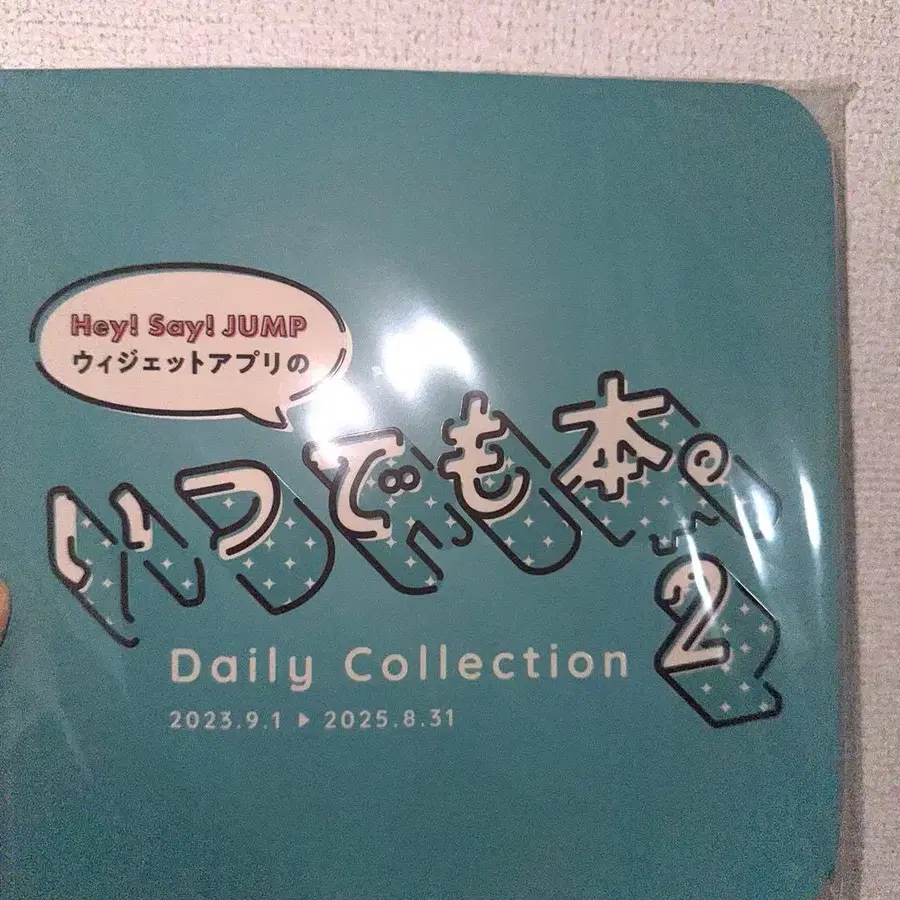 Hey! Say! JUMP
ウィジェットアプリの
いつでも本。
2
Daily Collection
2023.9.1 ▶ 2025.8.31